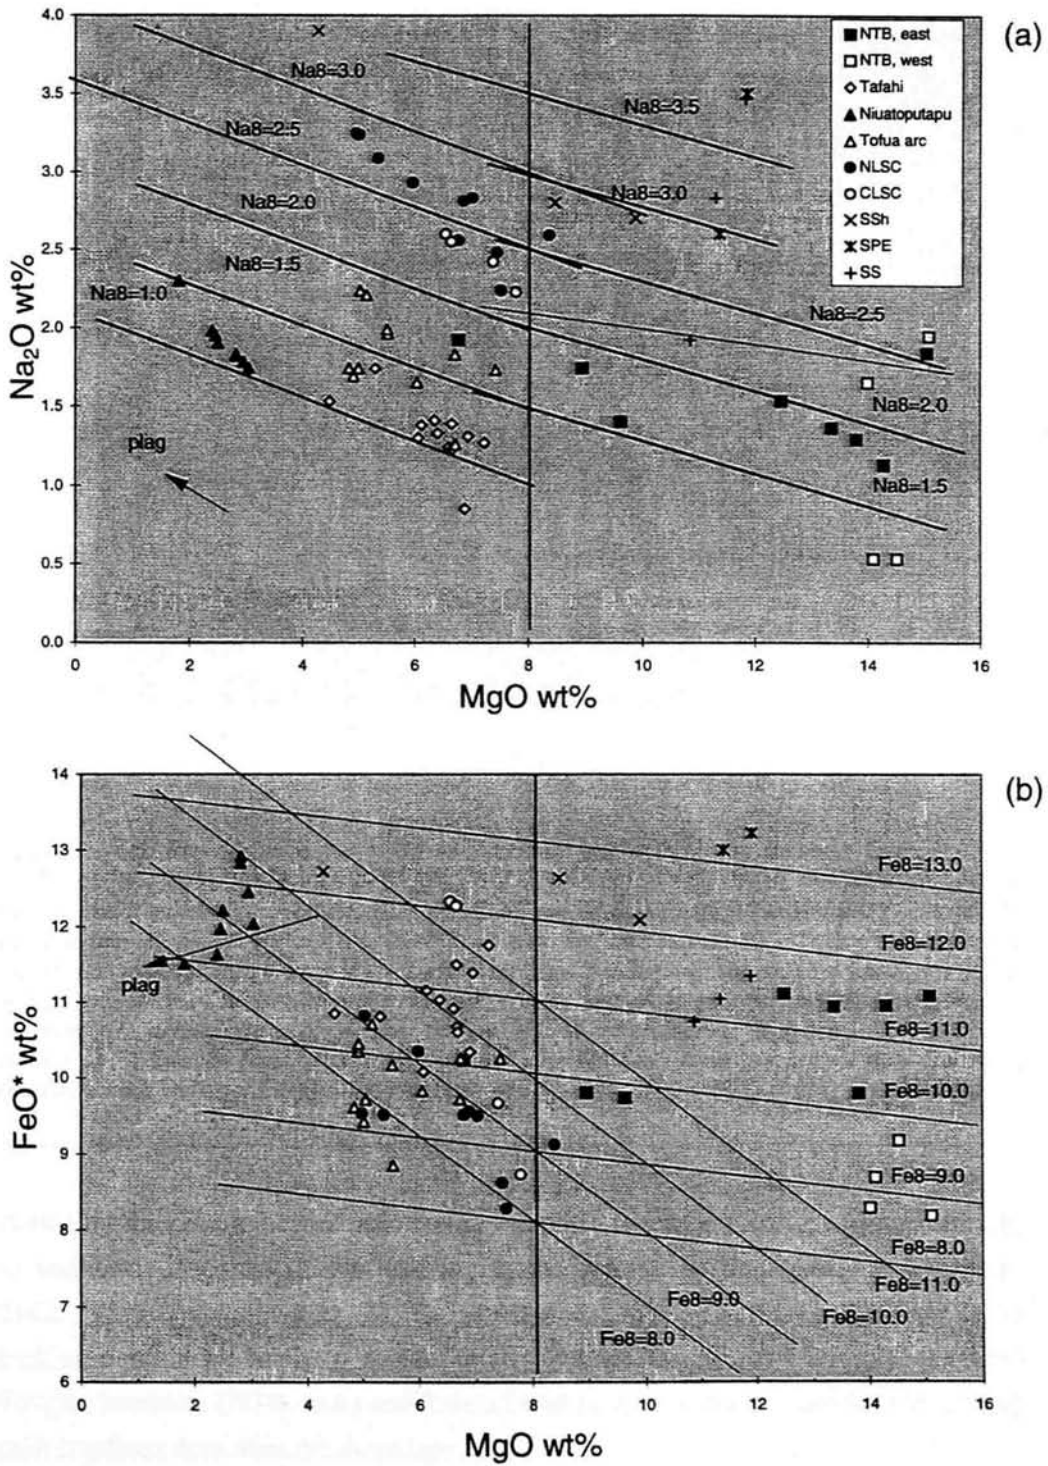 (a)
4.0
3.5
3.0
2.5
2.0
1.5
1.0
0.5
0.0
Na₂O wt%
Na8=3.0
Na8=3.5
Na8=2.5
Na8=3.0
Na8=2.0
Na8=1.5
Na8=1.0
Na8=2.5
Na8=2.0
Na8=1.5
plag
NTB, east
NTB, west
Tafahi
Niuatoputapu
Tofua arc
NLSC
CLSC
SSh
SPE
SS
0 2 4 6 8 10 12 14 16
MgO wt%
(b)
14
13
12
11
10
9
8
7
6
FeO* wt%
plag
Fe8=13.0
Fe8=12.0
Fe8=11.0
Fe8=10.0
Fe8=9.0
Fe8=8.0
Fe8=11.0
Fe8=9.0
Fe8=10.0
Fe8=8.0
0 2 4 6 8 10 12 14 16
MgO wt%